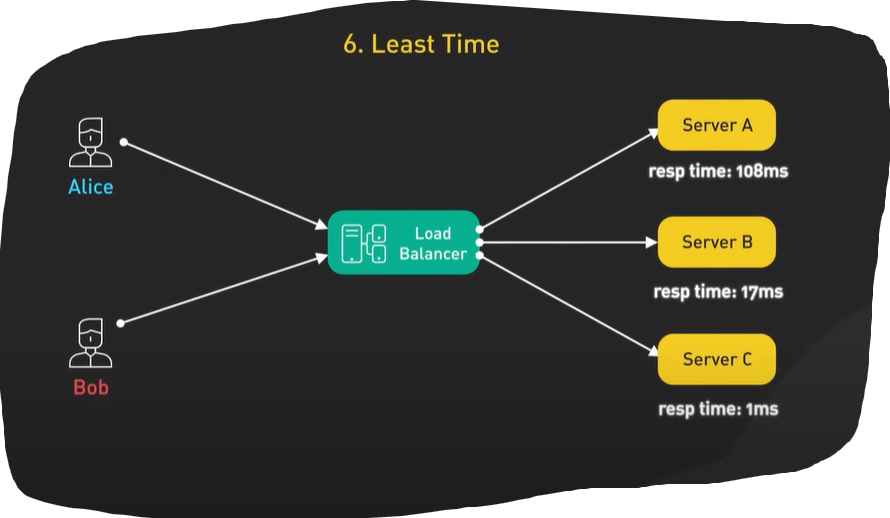 6. Least Time
Alice
Bob
Load
Balancer
Server A
resp time: 108ms
Server B
resp time: 17ms
Server C
resp time: 1ms